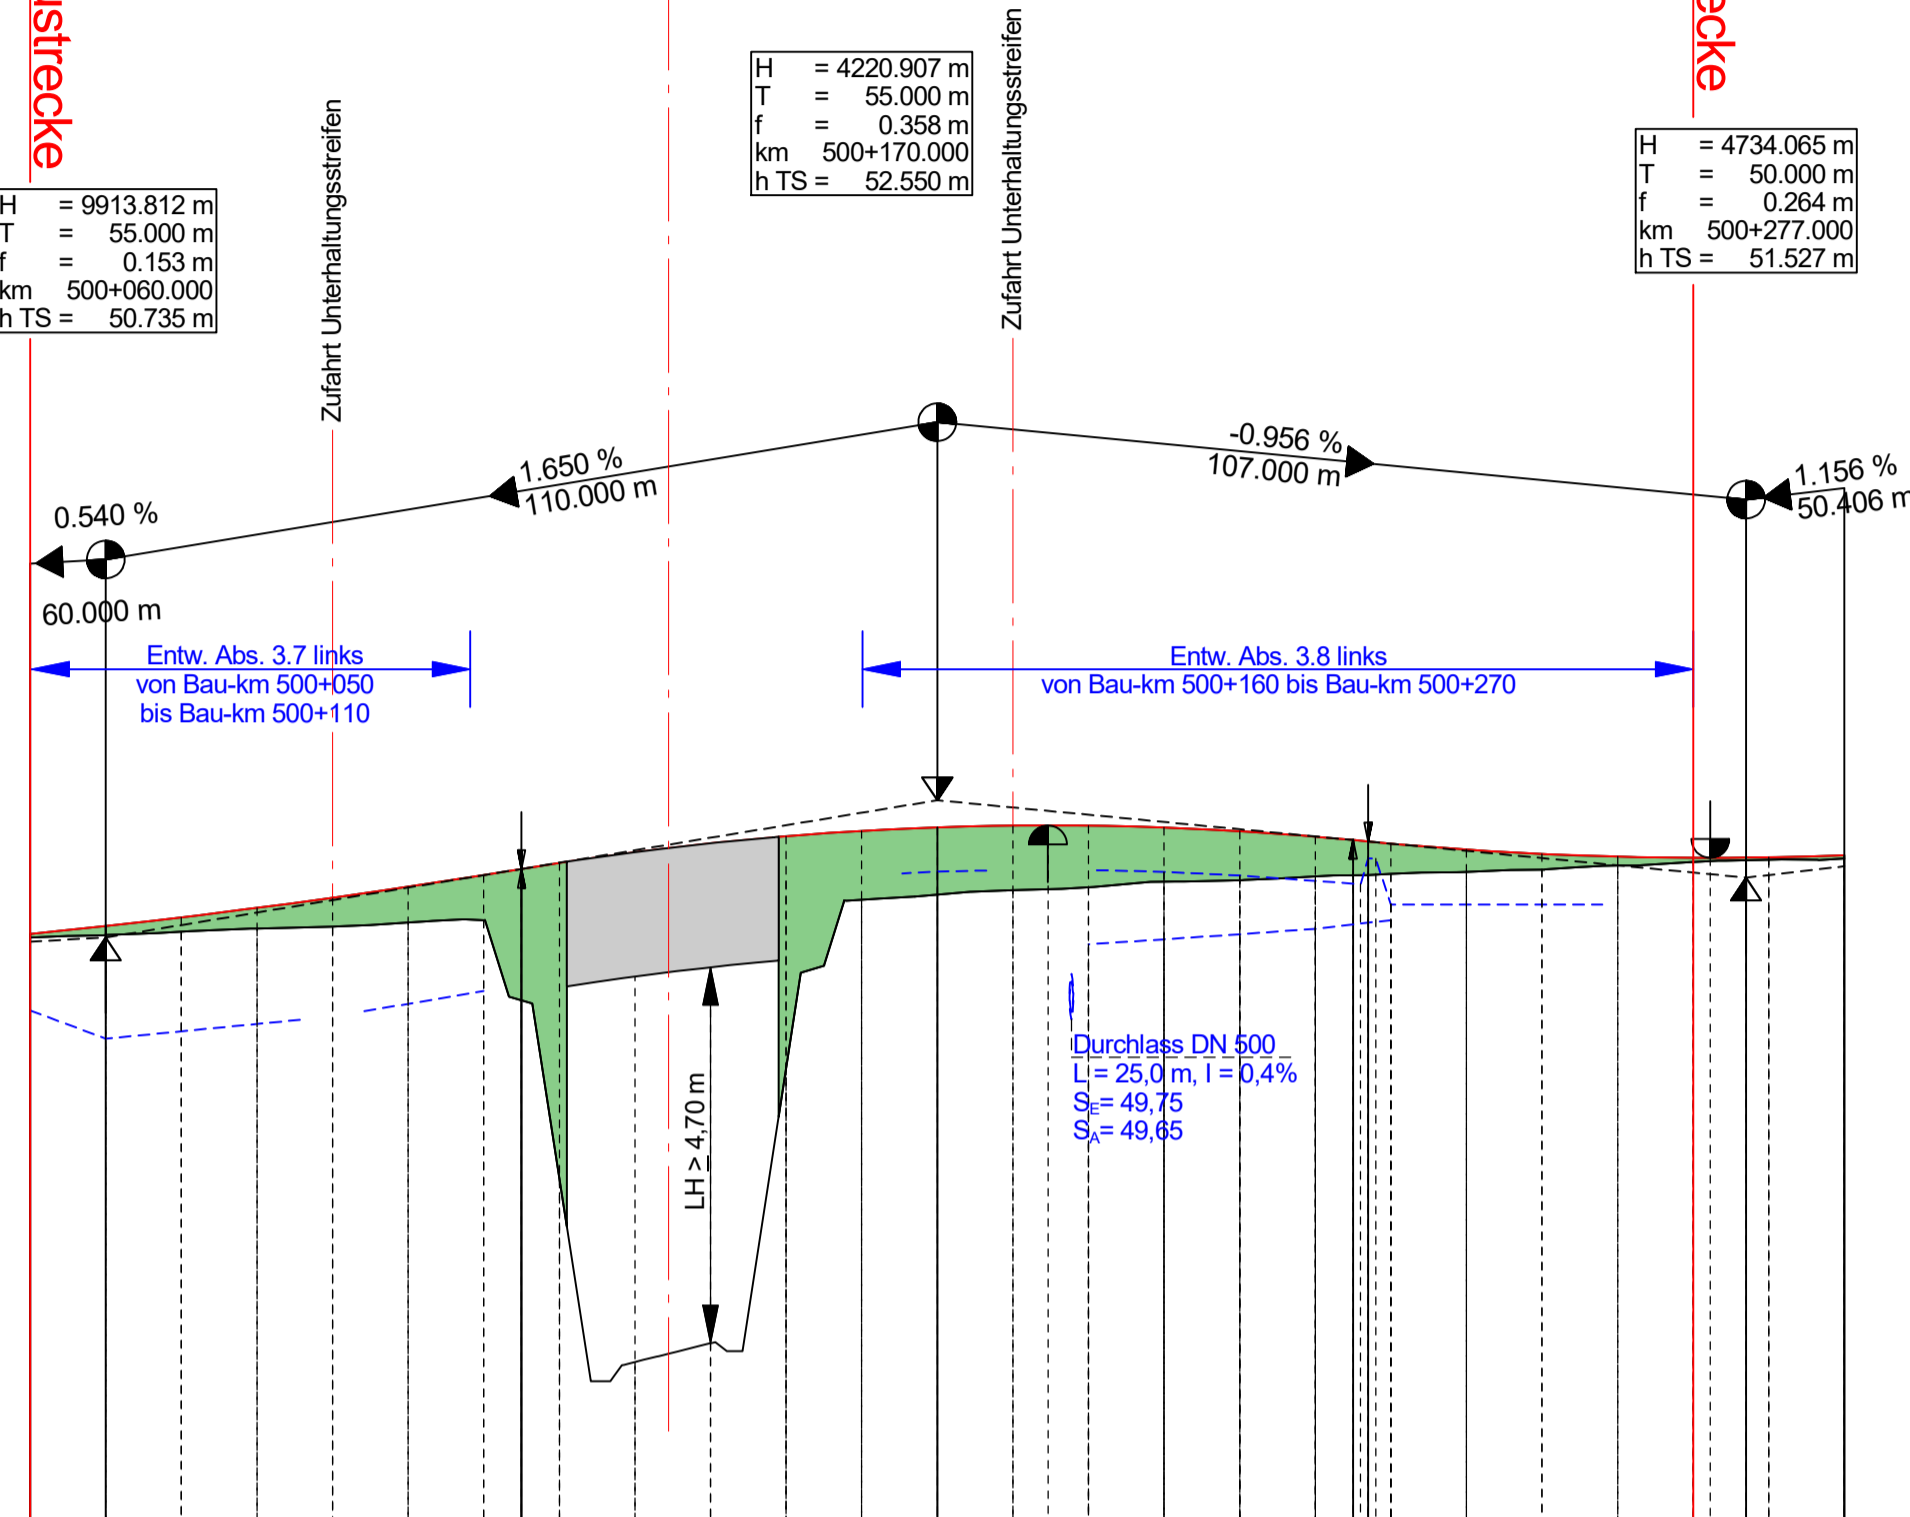 ustrecke
ecke
Zufahrt Unterhaltungsstreifen
Zufahrt Unterhaltungsstreifen
H = 4220.907 m
T = 55.000 m
f = 0.358 m
km 500+170.000
h TS = 52.550 m
H = 4734.065 m
T = 50.000 m
f = 0.264 m
km 500+277.000
h TS = 51.527 m
H = 9913.812 m
T = 55.000 m
f = 0.153 m
km 500+060.000
h TS = 50.735 m
0.540 %
60.000 m
1.650 %
110.000 m
-0.956 %
107.000 m
1.156 %
50.406 m
Entw. Abs. 3.7 links
von Bau-km 500+050
bis Bau-km 500+110
Entw. Abs. 3.8 links
von Bau-km 500+160 bis Bau-km 500+270
LH ≥ 4,70 m
Durchlass DN 500
L = 25,0 m, I = 0,4%
SE= 49,75
SA= 49,65